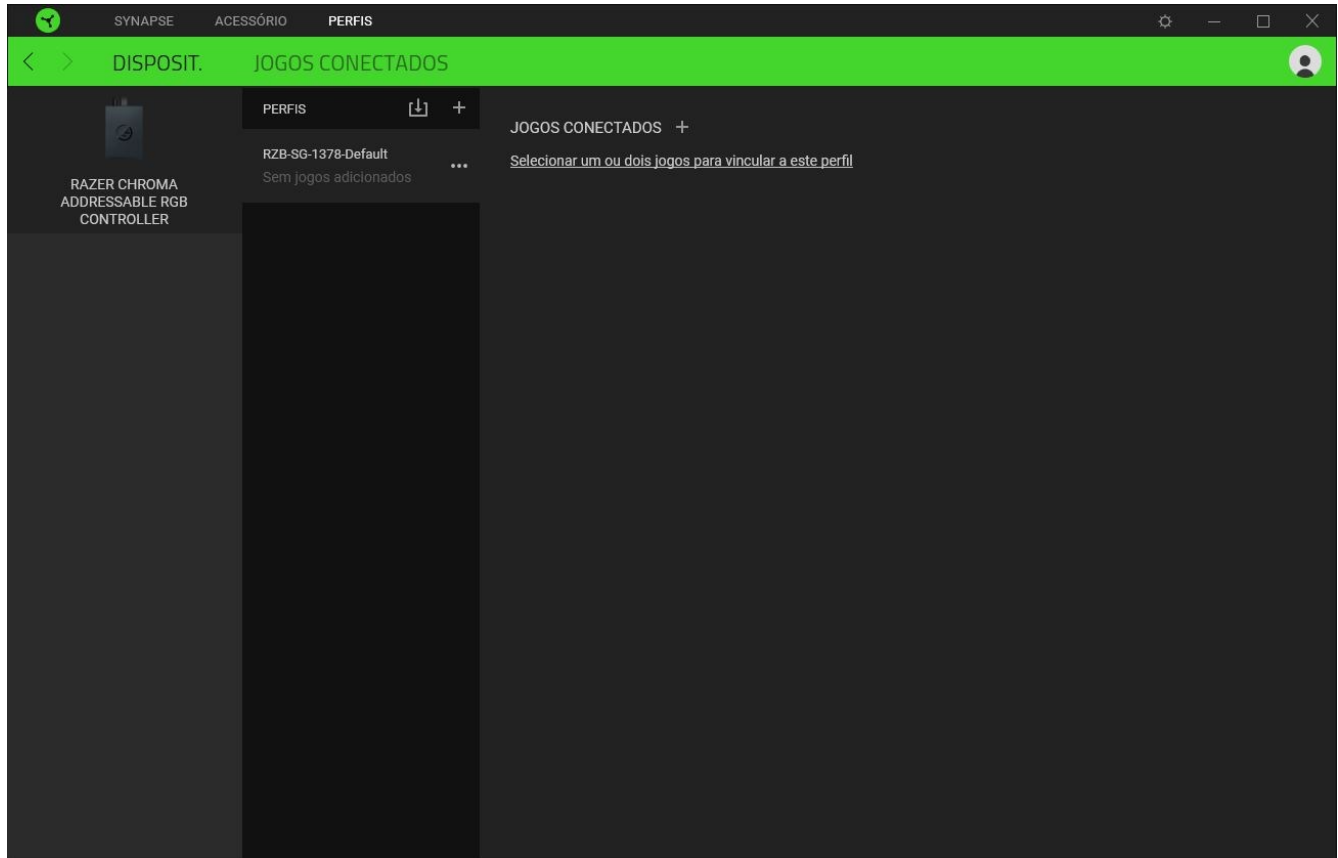 SYNAPSE ACESSÓRIO PERFIS
DISPOSIT. JOGOS CONECTADOS
RAZER CHROMA
ADDRESSABLE RGB
CONTROLLER
PERFIS
RZB-SG-1378-Default
Sem jogos adicionados
JOGOS CONECTADOS +
Selecionar um ou dois jogos para vincular a este perfil